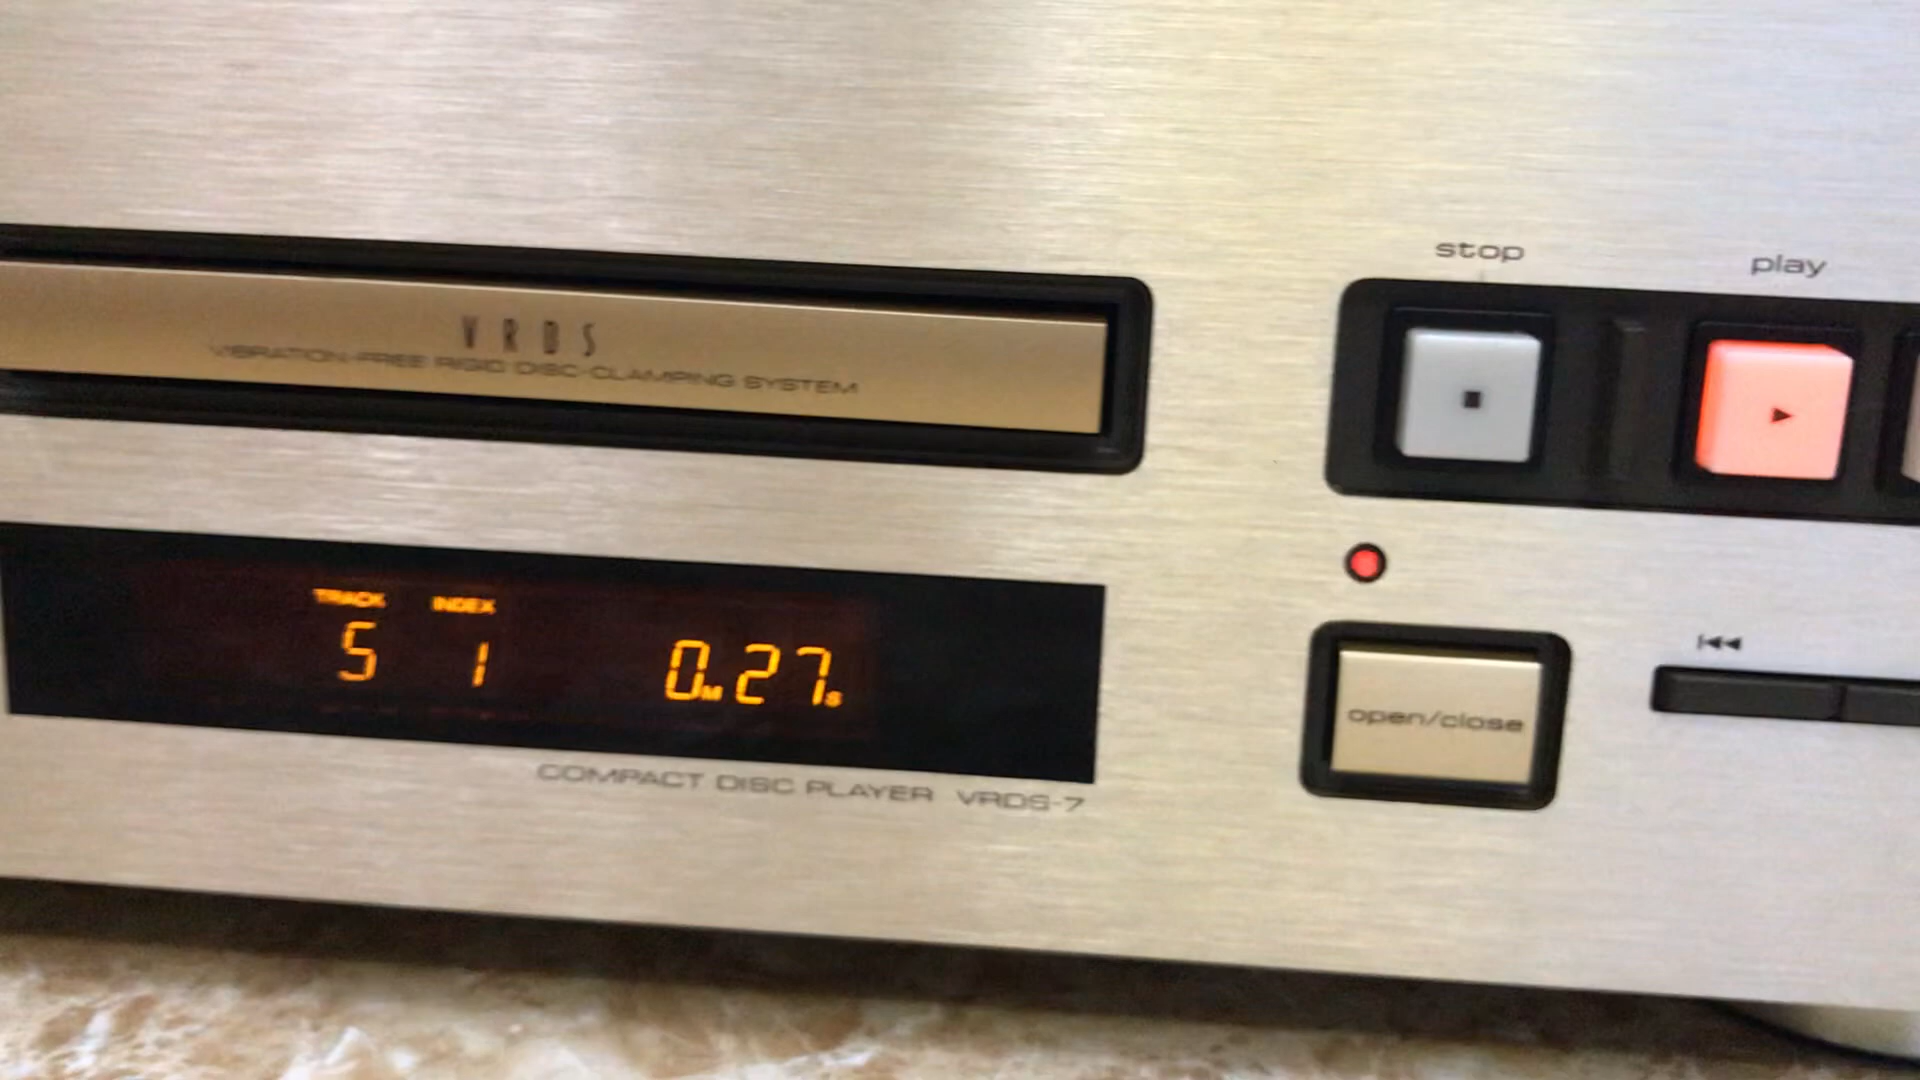 stop
play
VRDS
VIBRATION-FREE RIGID DISC-CLAMPING SYSTEM
TRACK INDEX
5 1 0M27S
open/close
COMPACT DISC PLAYER VRDS-7